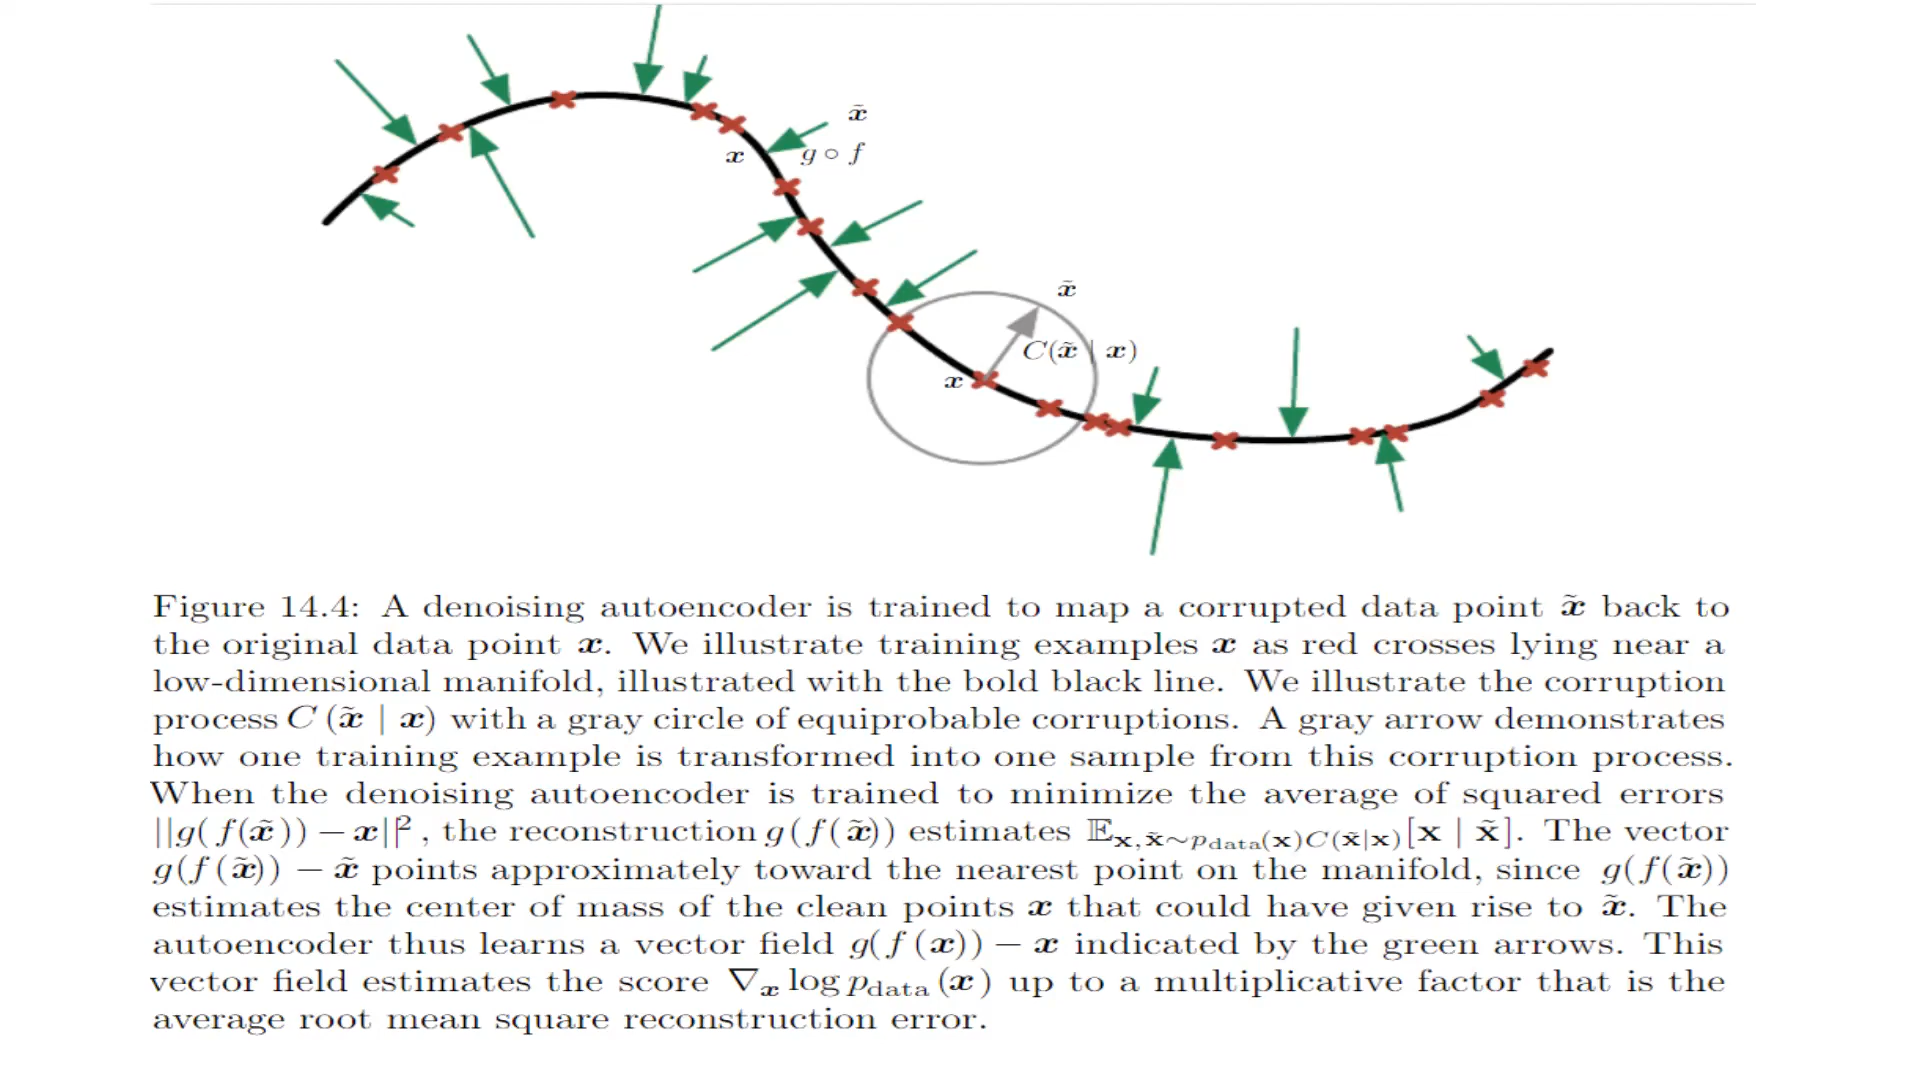 x̃
x
g ∘ f
x̃
C(x̃ | x)
x
Figure 14.4: A denoising autoencoder is trained to map a corrupted data point x̃ back to
the original data point x. We illustrate training examples x as red crosses lying near a
low-dimensional manifold, illustrated with the bold black line. We illustrate the corruption
process C(x̃ | x) with a gray circle of equiprobable corruptions. A gray arrow demonstrates
how one training example is transformed into one sample from this corruption process.
When the denoising autoencoder is trained to minimize the average of squared errors
||g(f(x̃)) − x||², the reconstruction g(f(x̃)) estimates 𝔼x,x̃∼pdata(x)C(x̃|x)[x | x̃]. The vector
g(f(x̃)) − x̃ points approximately toward the nearest point on the manifold, since g(f(x̃))
estimates the center of mass of the clean points x that could have given rise to x̃. The
autoencoder thus learns a vector field g(f(x)) − x indicated by the green arrows. This
vector field estimates the score ∇x log pdata(x) up to a multiplicative factor that is the
average root mean square reconstruction error.